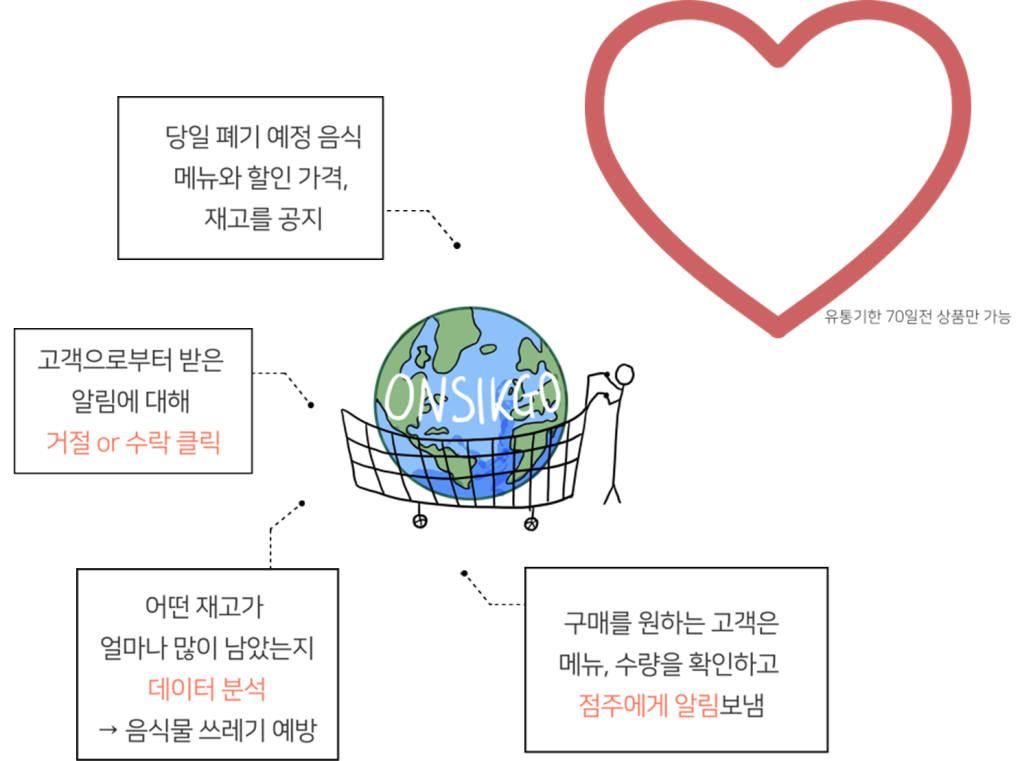 당일 폐기 예정 음식
메뉴와 할인 가격,
재고를 공지
유통기한 70일전 상품만 가능
고객으로부터 받은
알림에 대해
거절 or 수락 클릭
ONSIKGO
어떤 재고가
얼마나 많이 남았는지
데이터 분석
→ 음식물 쓰레기 예방
구매를 원하는 고객은
메뉴, 수량을 확인하고
점주에게 알림보냄